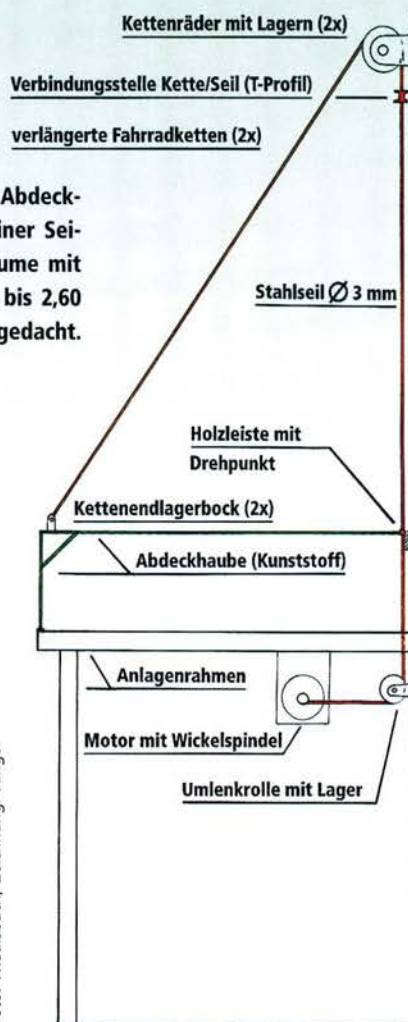 Kettenräder mit Lagern (2x)
Verbindungsstelle Kette/Seil (T-Profil)
verlängerte Fahrradketten (2x)
Abdeck-
iner Sei-
ume mit
bis 2,60
gedacht.
Stahlseil Ø 3 mm
Holzleiste mit
Drehpunkt
Kettenendlagerbock (2x)
Abdeckhaube (Kunststoff)
Anlagenrahmen
Motor mit Wickelspindel
Umlenkrolle mit Lager